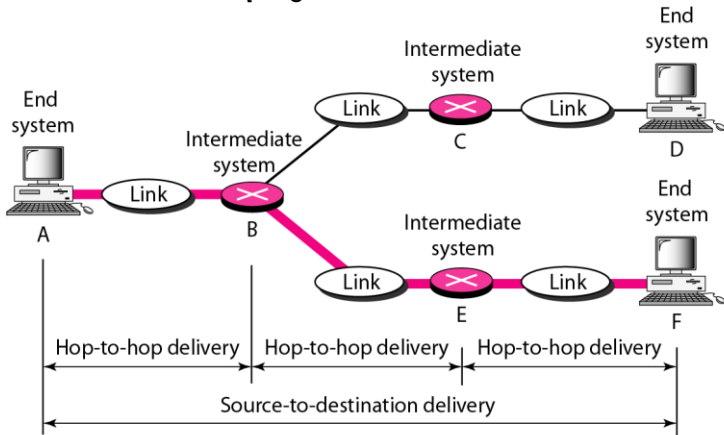 End
system
Intermediate
system
Link
Link
C
D
End
system
Intermediate
system
Link
A
B
End
system
Intermediate
system
Link
Link
E
F
Hop-to-hop delivery
Hop-to-hop delivery
Hop-to-hop delivery
Source-to-destination delivery